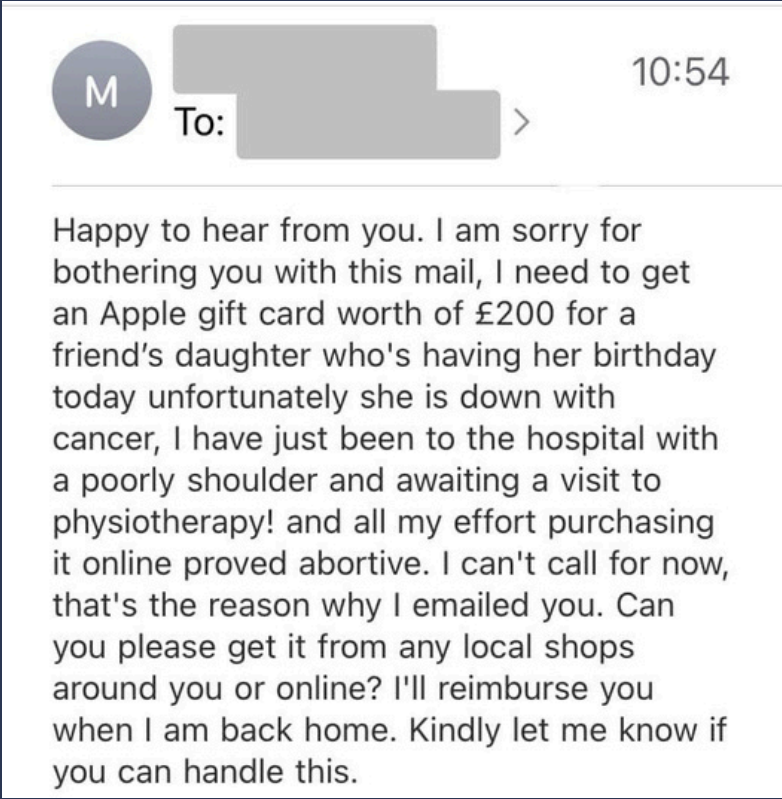 M
10:54
To:
Happy to hear from you. I am sorry for
bothering you with this mail, I need to get
an Apple gift card worth of £200 for a
friend’s daughter who's having her birthday
today unfortunately she is down with
cancer, I have just been to the hospital with
a poorly shoulder and awaiting a visit to
physiotherapy! and all my effort purchasing
it online proved abortive. I can't call for now,
that's the reason why I emailed you. Can
you please get it from any local shops
around you or online? I'll reimburse you
when I am back home. Kindly let me know if
you can handle this.